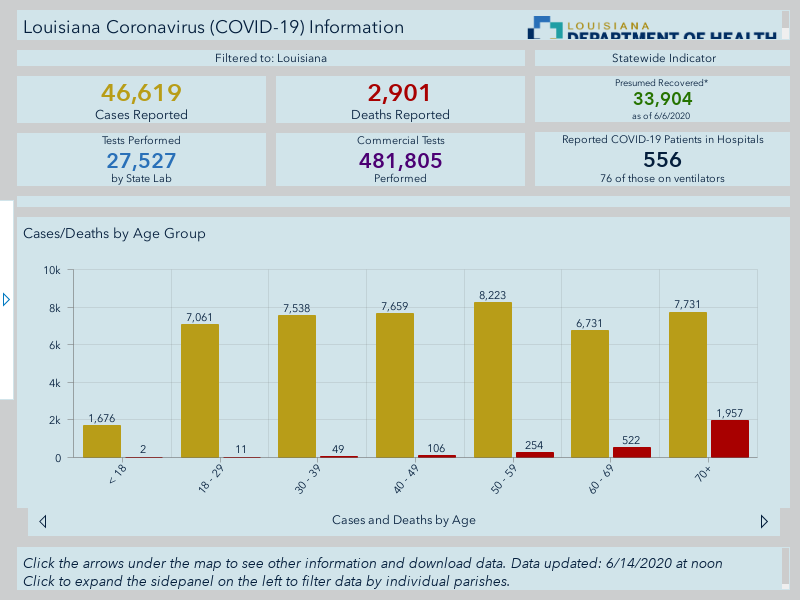 Louisiana Coronavirus (COVID-19) Information
LOUISIANA
DEPARTMENT OF HEALTH
Filtered to: Louisiana
Statewide Indicator
46,619
Cases Reported
2,901
Deaths Reported
Presumed Recovered*
33,904
as of 6/6/2020
Tests Performed
27,527
by State Lab
Commercial Tests
481,805
Performed
Reported COVID-19 Patients in Hospitals
556
76 of those on ventilators
Cases/Deaths by Age Group
10k
8k
6k
4k
2k
0
1,676
2
7,061
11
7,538
49
7,659
106
8,223
254
6,731
522
7,731
1,957
< 18
18 - 29
30 - 39
40 - 49
50 - 59
60 - 69
70+
Cases and Deaths by Age
Click the arrows under the map to see other information and download data. Data updated: 6/14/2020 at noon
Click to expand the sidepanel on the left to filter data by individual parishes.